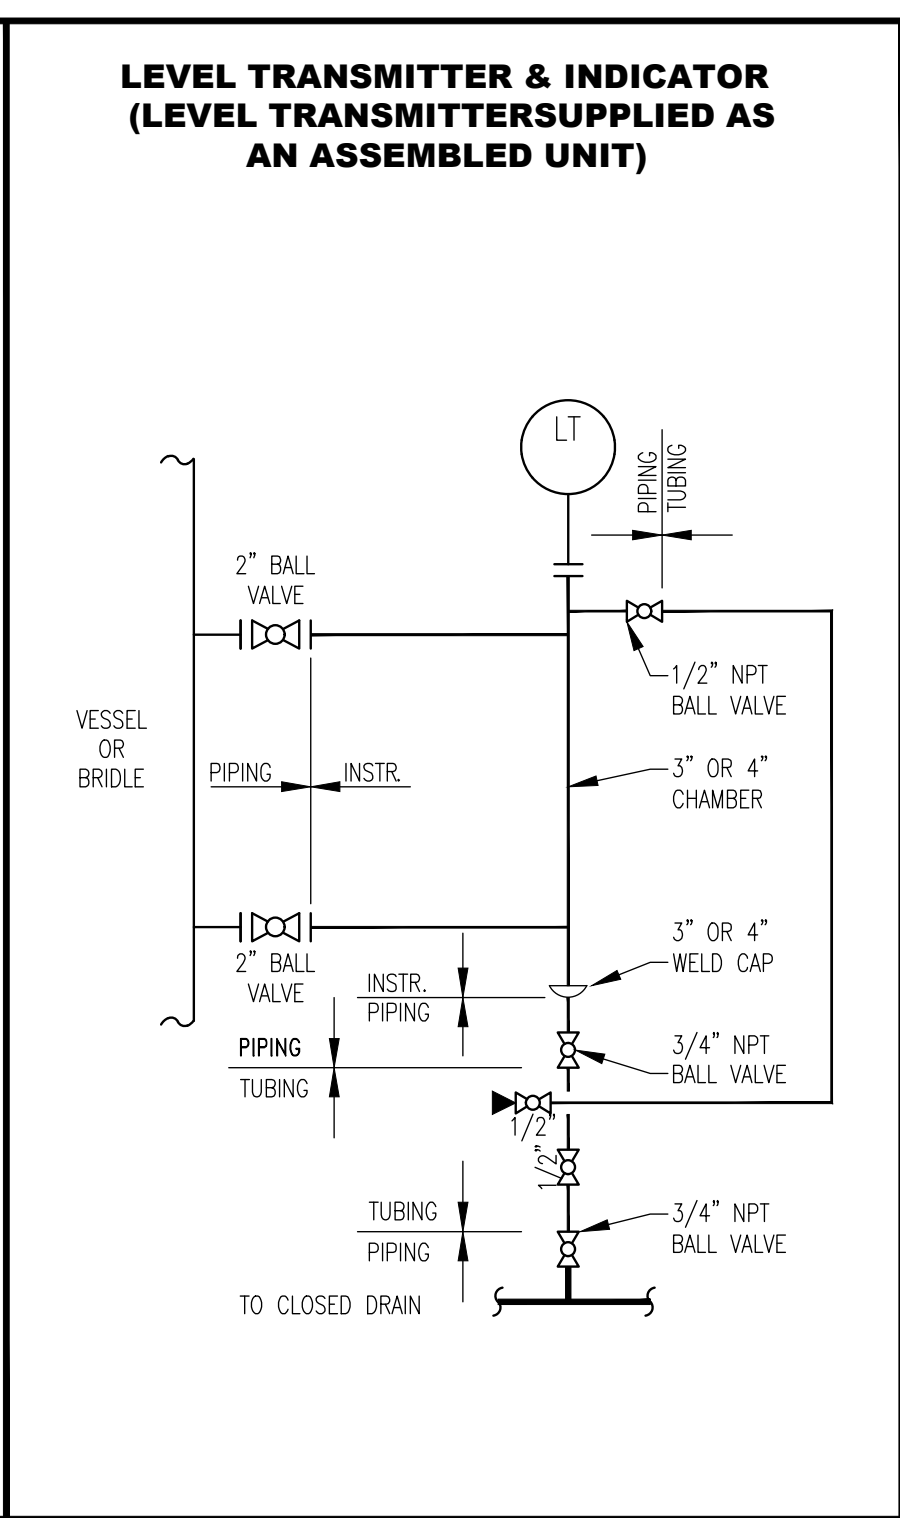 LEVEL TRANSMITTER & INDICATOR
(LEVEL TRANSMITTERSUPPLIED AS
AN ASSEMBLED UNIT)
LT
PIPING
TUBING
2" BALL
VALVE
1/2" NPT
BALL VALVE
VESSEL
OR
BRIDLE
PIPING
INSTR.
3" OR 4"
CHAMBER
2" BALL
VALVE
3" OR 4"
WELD CAP
INSTR.
PIPING
PIPING
TUBING
3/4" NPT
BALL VALVE
1/2"
1/2"
TUBING
PIPING
3/4" NPT
BALL VALVE
TO CLOSED DRAIN